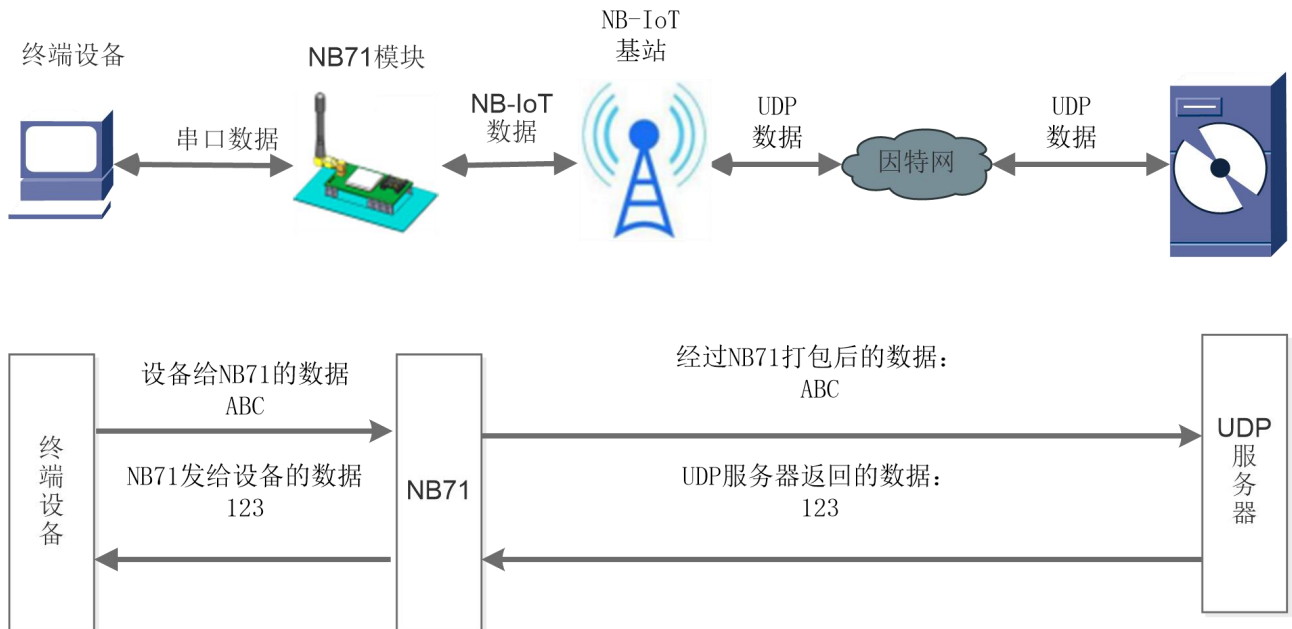 NB-IoT
基站
终端设备
NB71模块
NB-IoT
数据
UDP
数据
UDP
数据
串口数据
因特网
设备给NB71的数据
ABC
经过NB71打包后的数据：
ABC
终端设备
NB71发给设备的数据
123
NB71
UDP服务器返回的数据：
123
UDP
服务器